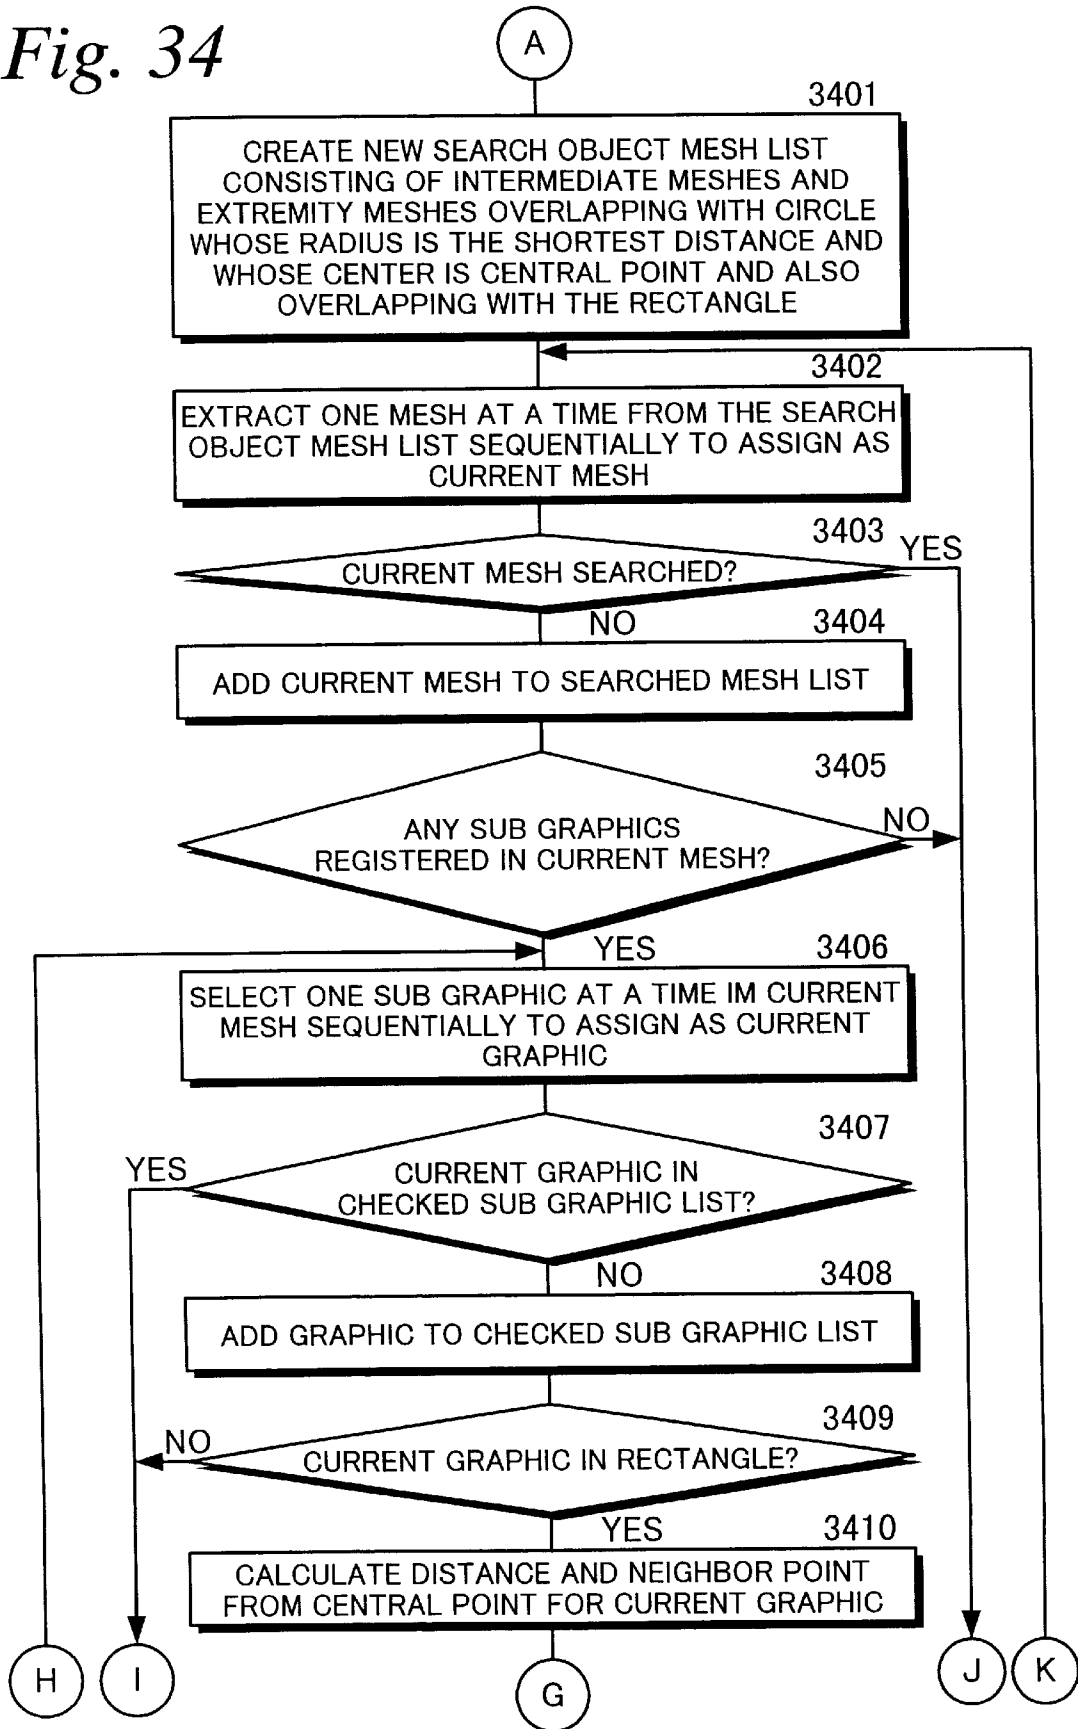 Fig. 34
A
3401
CREATE NEW SEARCH OBJECT MESH LIST
CONSISTING OF INTERMEDIATE MESHES AND
EXTREMITY MESHES OVERLAPPING WITH CIRCLE
WHOSE RADIUS IS THE SHORTEST DISTANCE AND
WHOSE CENTER IS CENTRAL POINT AND ALSO
OVERLAPPING WITH THE RECTANGLE
3402
EXTRACT ONE MESH AT A TIME FROM THE SEARCH
OBJECT MESH LIST SEQUENTIALLY TO ASSIGN AS
CURRENT MESH
3403
YES
CURRENT MESH SEARCHED?
NO
3404
ADD CURRENT MESH TO SEARCHED MESH LIST
3405
NO
ANY SUB GRAPHICS
REGISTERED IN CURRENT MESH?
YES
3406
SELECT ONE SUB GRAPHIC AT A TIME IM CURRENT
MESH SEQUENTIALLY TO ASSIGN AS CURRENT
GRAPHIC
3407
YES
CURRENT GRAPHIC IN
CHECKED SUB GRAPHIC LIST?
NO
3408
ADD GRAPHIC TO CHECKED SUB GRAPHIC LIST
3409
NO
CURRENT GRAPHIC IN RECTANGLE?
YES
3410
CALCULATE DISTANCE AND NEIGHBOR POINT
FROM CENTRAL POINT FOR CURRENT GRAPHIC
H
I
G
J
K